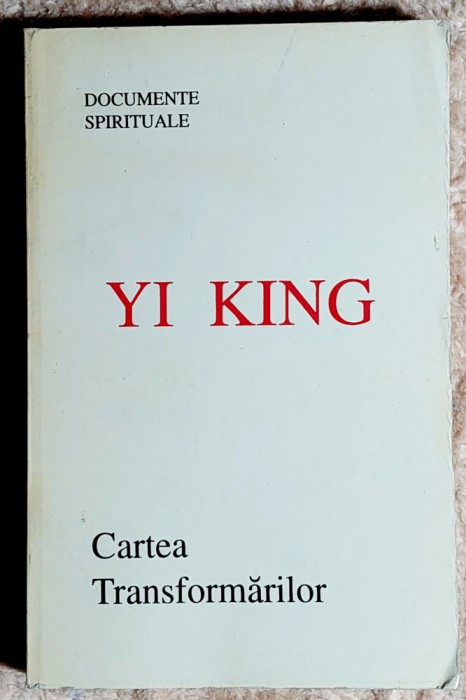 DOCUMENTE
SPIRITUALE
YI KING
Cartea
Transformărilor